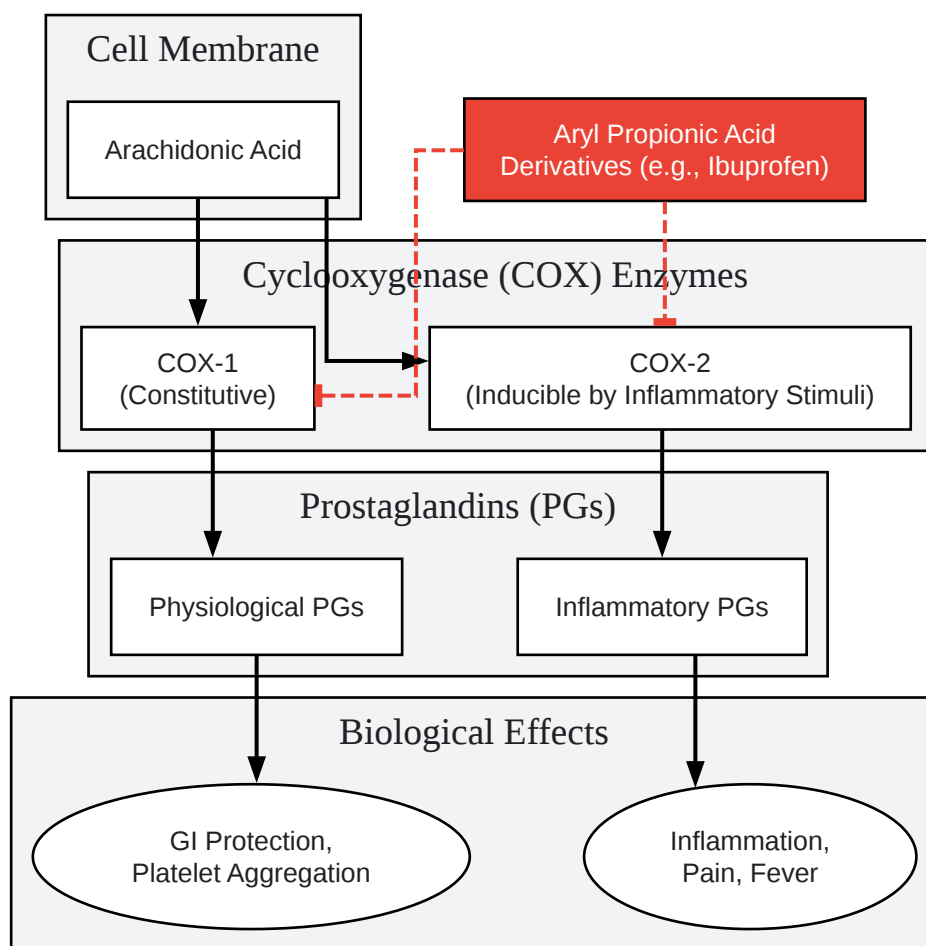 Cell Membrane
Arachidonic Acid
Aryl Propionic Acid
Derivatives (e.g., Ibuprofen)
Cyclooxygenase (COX) Enzymes
COX-1
(Constitutive)
COX-2
(Inducible by Inflammatory Stimuli)
Prostaglandins (PGs)
Physiological PGs
Inflammatory PGs
Biological Effects
GI Protection,
Platelet Aggregation
Inflammation,
Pain, Fever